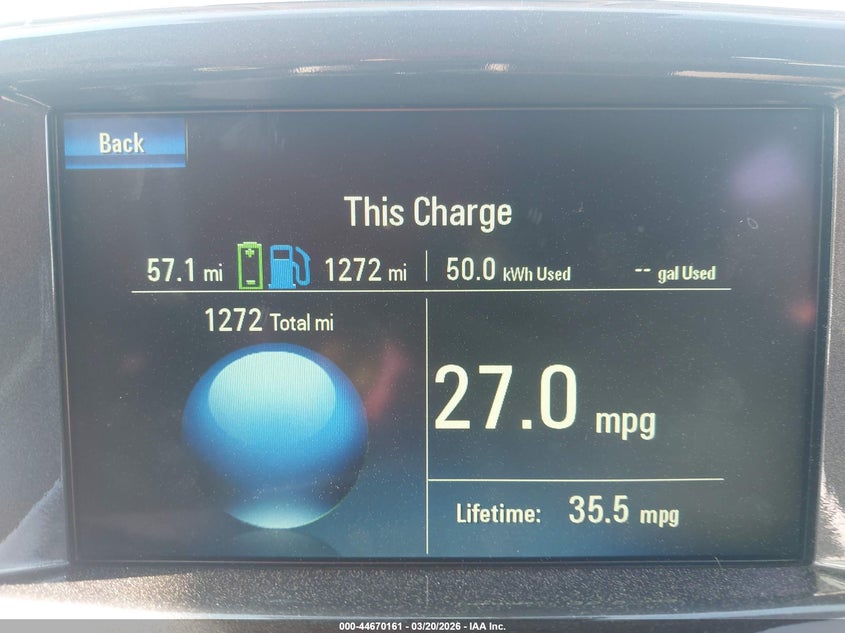 Back
This Charge
57.1 mi 1272 mi 50.0 kWh Used -- gal Used
1272 Total mi
27.0 mpg
Lifetime: 35.5 mpg
000-44670161 - 03/20/2026 - IAA Inc.